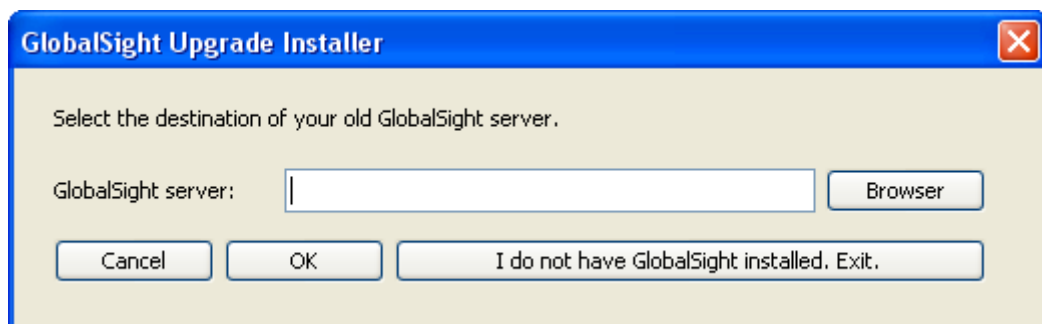 GlobalSight Upgrade Installer
Select the destination of your old GlobalSight server.
GlobalSight server: Browser
Cancel OK I do not have GlobalSight installed. Exit.